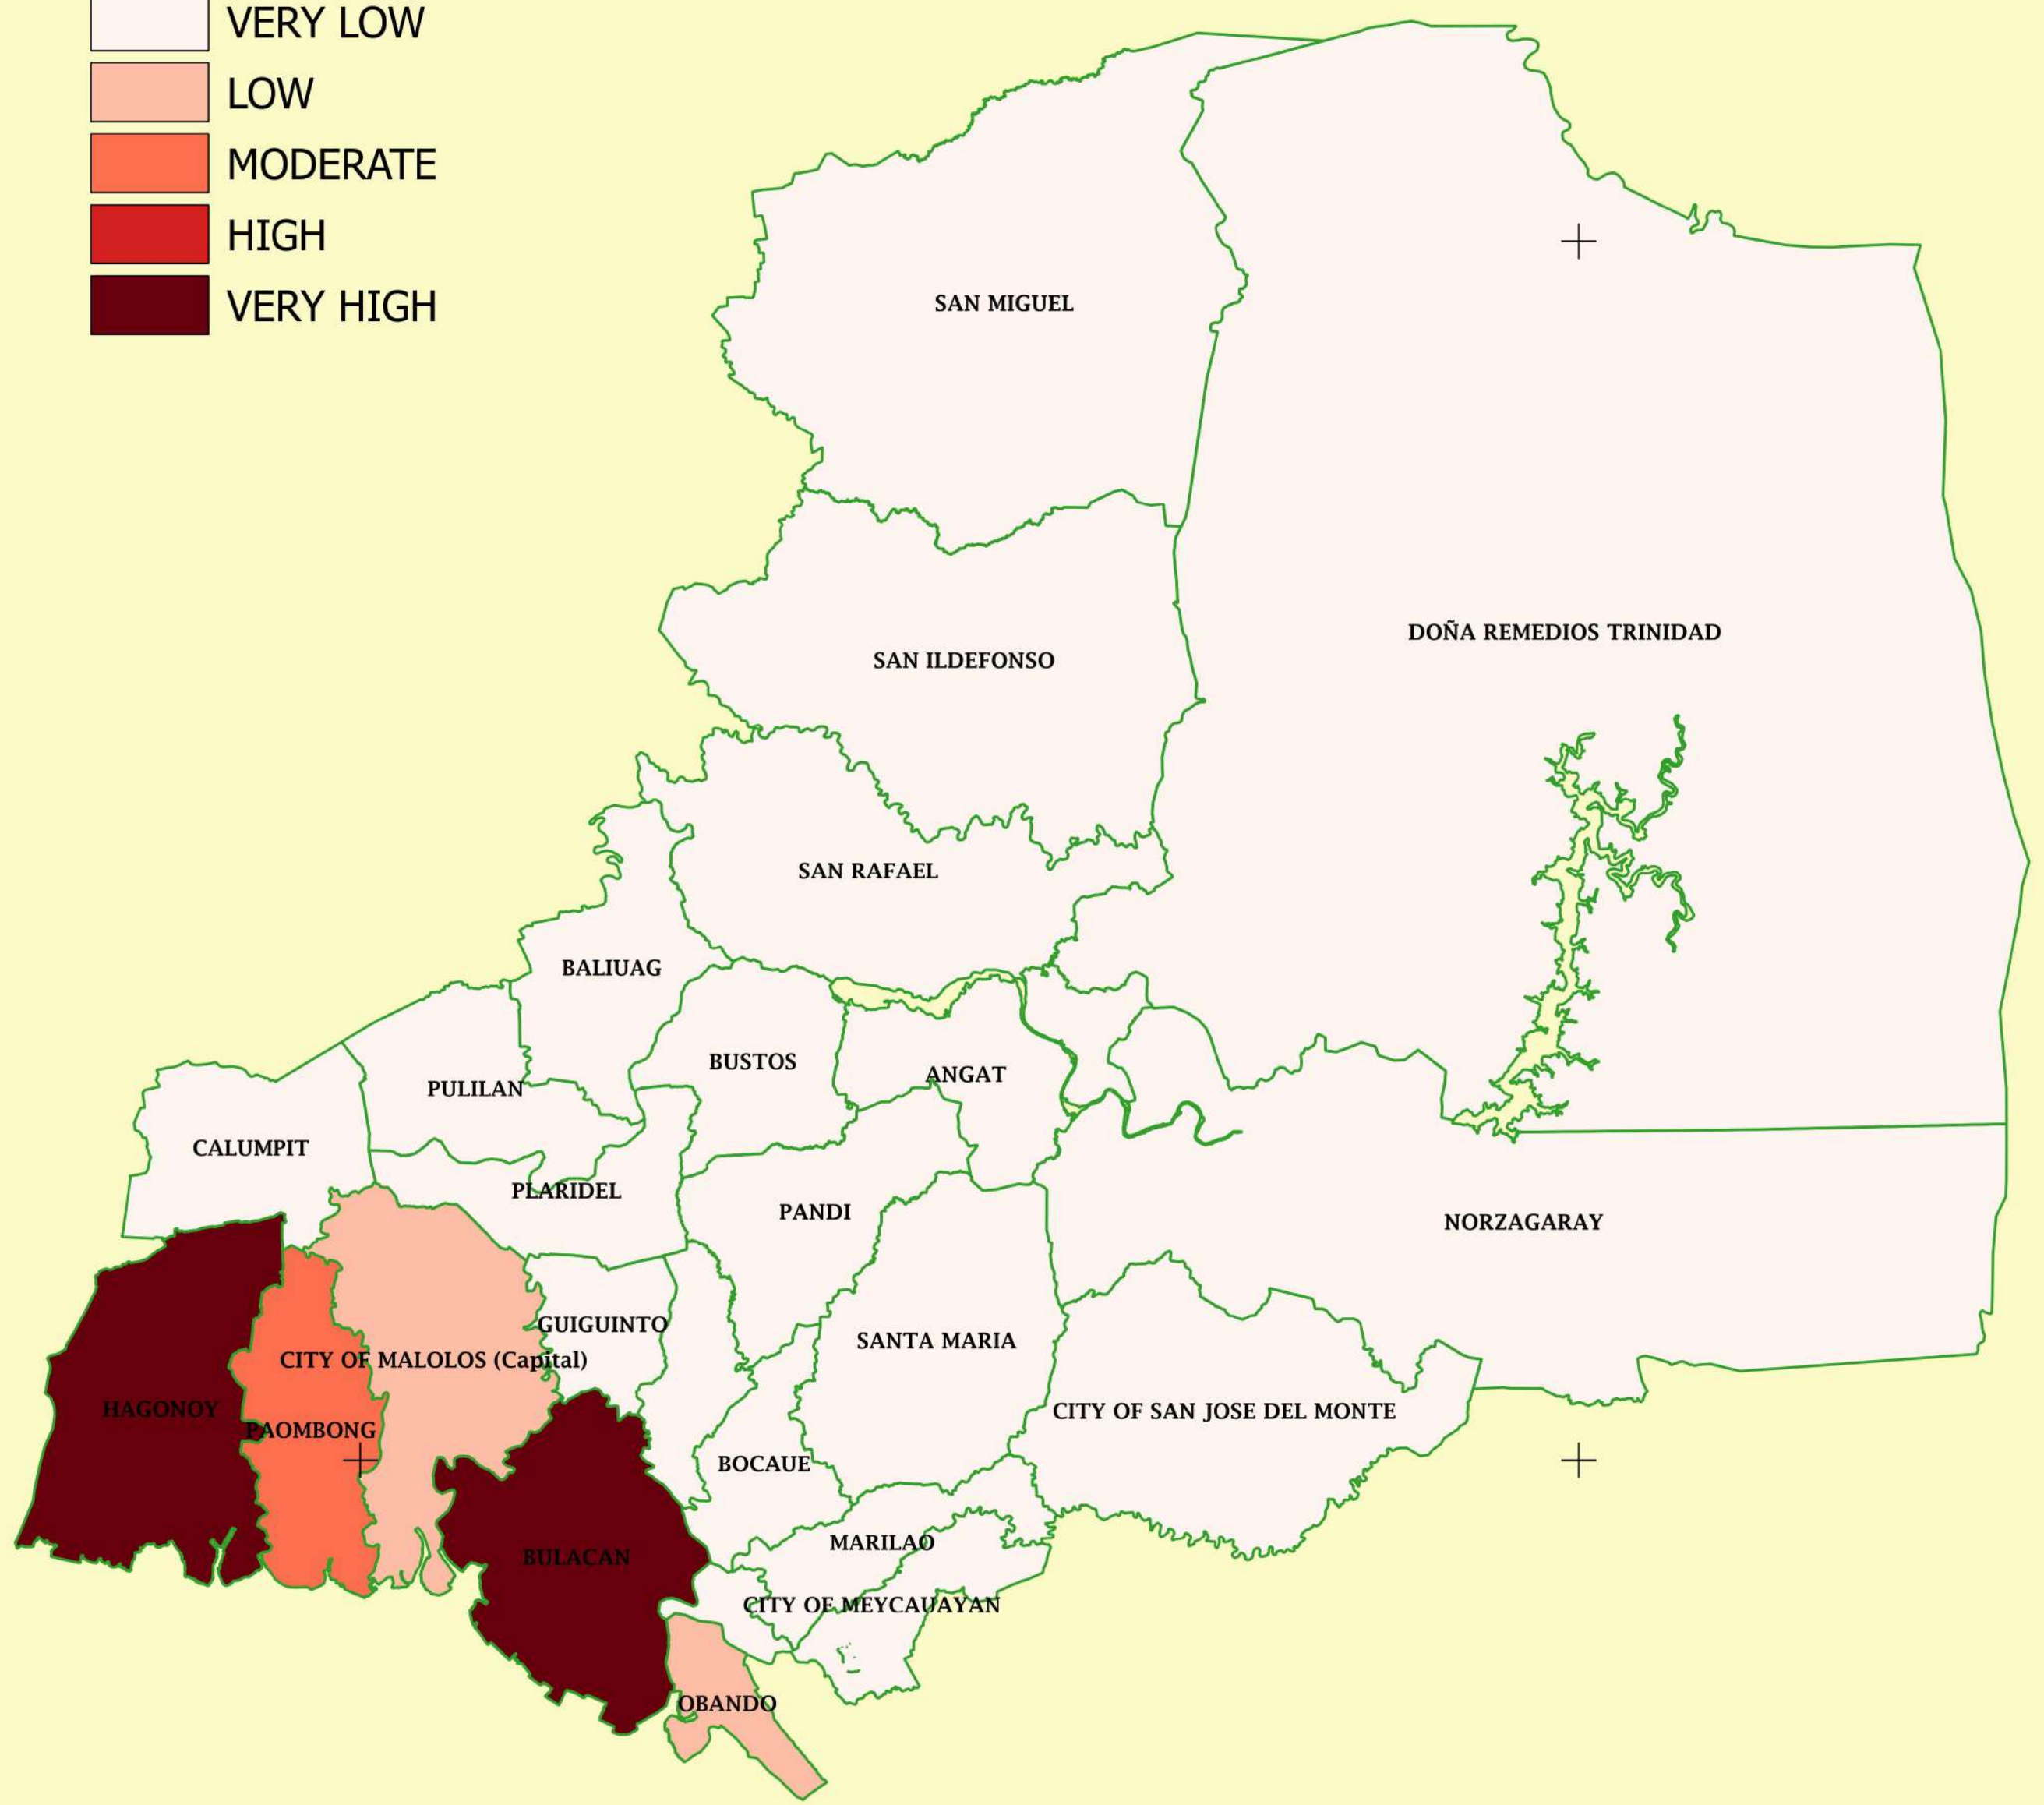 VERY LOW
LOW
MODERATE
HIGH
VERY HIGH
SAN MIGUEL
DOÑA REMEDIOS TRINIDAD
SAN ILDEFONSO
SAN RAFAEL
BALIUAG
BUSTOS
ANGAT
PULILAN
CALUMPIT
PLARIDEL
PANDI
NORZAGARAY
GUIGUINTO
SANTA MARIA
CITY OF MALOLOS (Capital)
HAGONOY
CITY OF SAN JOSE DEL MONTE
PAOMBONG
BOCAUE
MARILAO
BULACAN
CITY OF MEYCAUAYAN
OBANDO